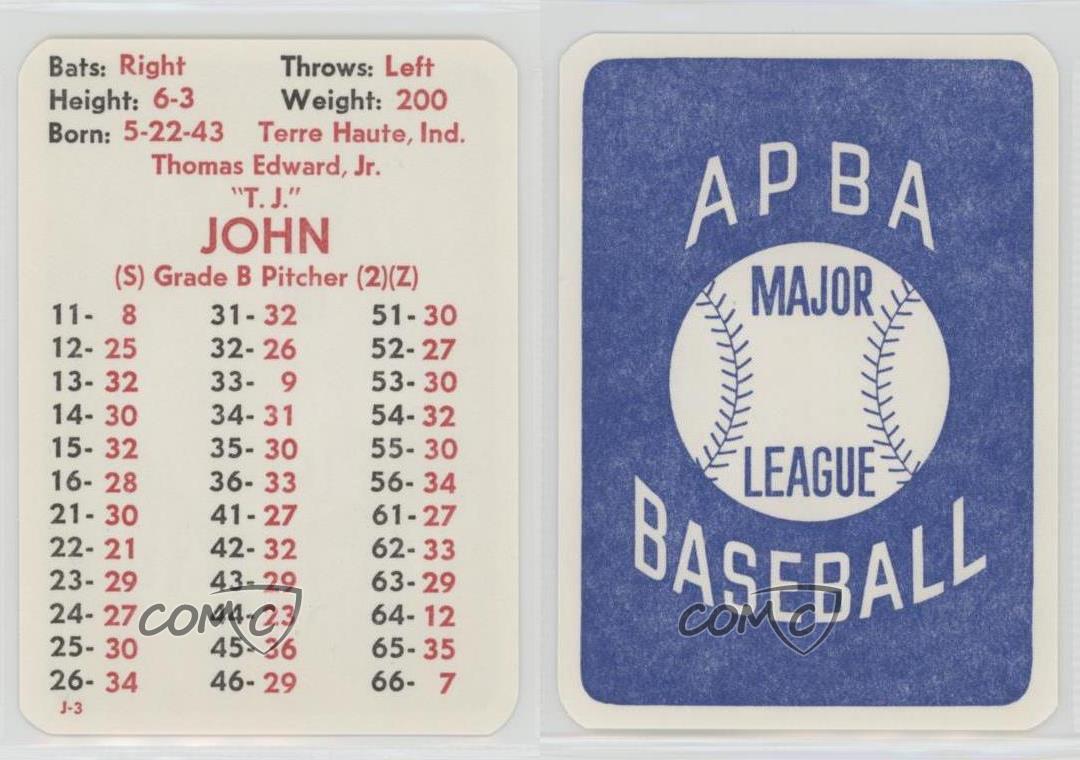 Bats: Right Throws: Left
Height: 6-3 Weight: 200
Born: 5-22-43 Terre Haute, Ind.
Thomas Edward, Jr.
"T. J."
JOHN
(S) Grade B Pitcher (2)(Z)
11- 8 31- 32 51- 30
12- 25 32- 26 52- 27
13- 32 33- 9 53- 30
14- 30 34- 31 54- 32
15- 32 35- 30 55- 30
16- 28 36- 33 56- 34
21- 30 41- 27 61- 27
22- 21 42- 32 62- 33
23- 29 43- 29 63- 29
24- 27 44- 23 64- 12
25- 30 45- 36 65- 35
26- 34 46- 29 66- 7
J-3
COMC
APBA
MAJOR
LEAGUE
BASEBALL
COMC